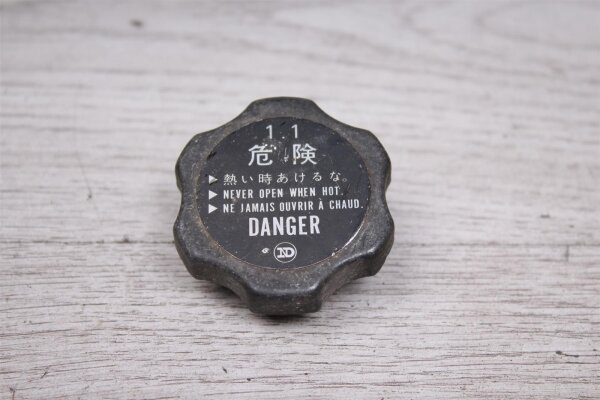 1.1
危険
▶ 熱い時あけるな。
▶ NEVER OPEN WHEN HOT.
▶ NE JAMAIS OUVRIR À CHAUD.
DANGER
ND